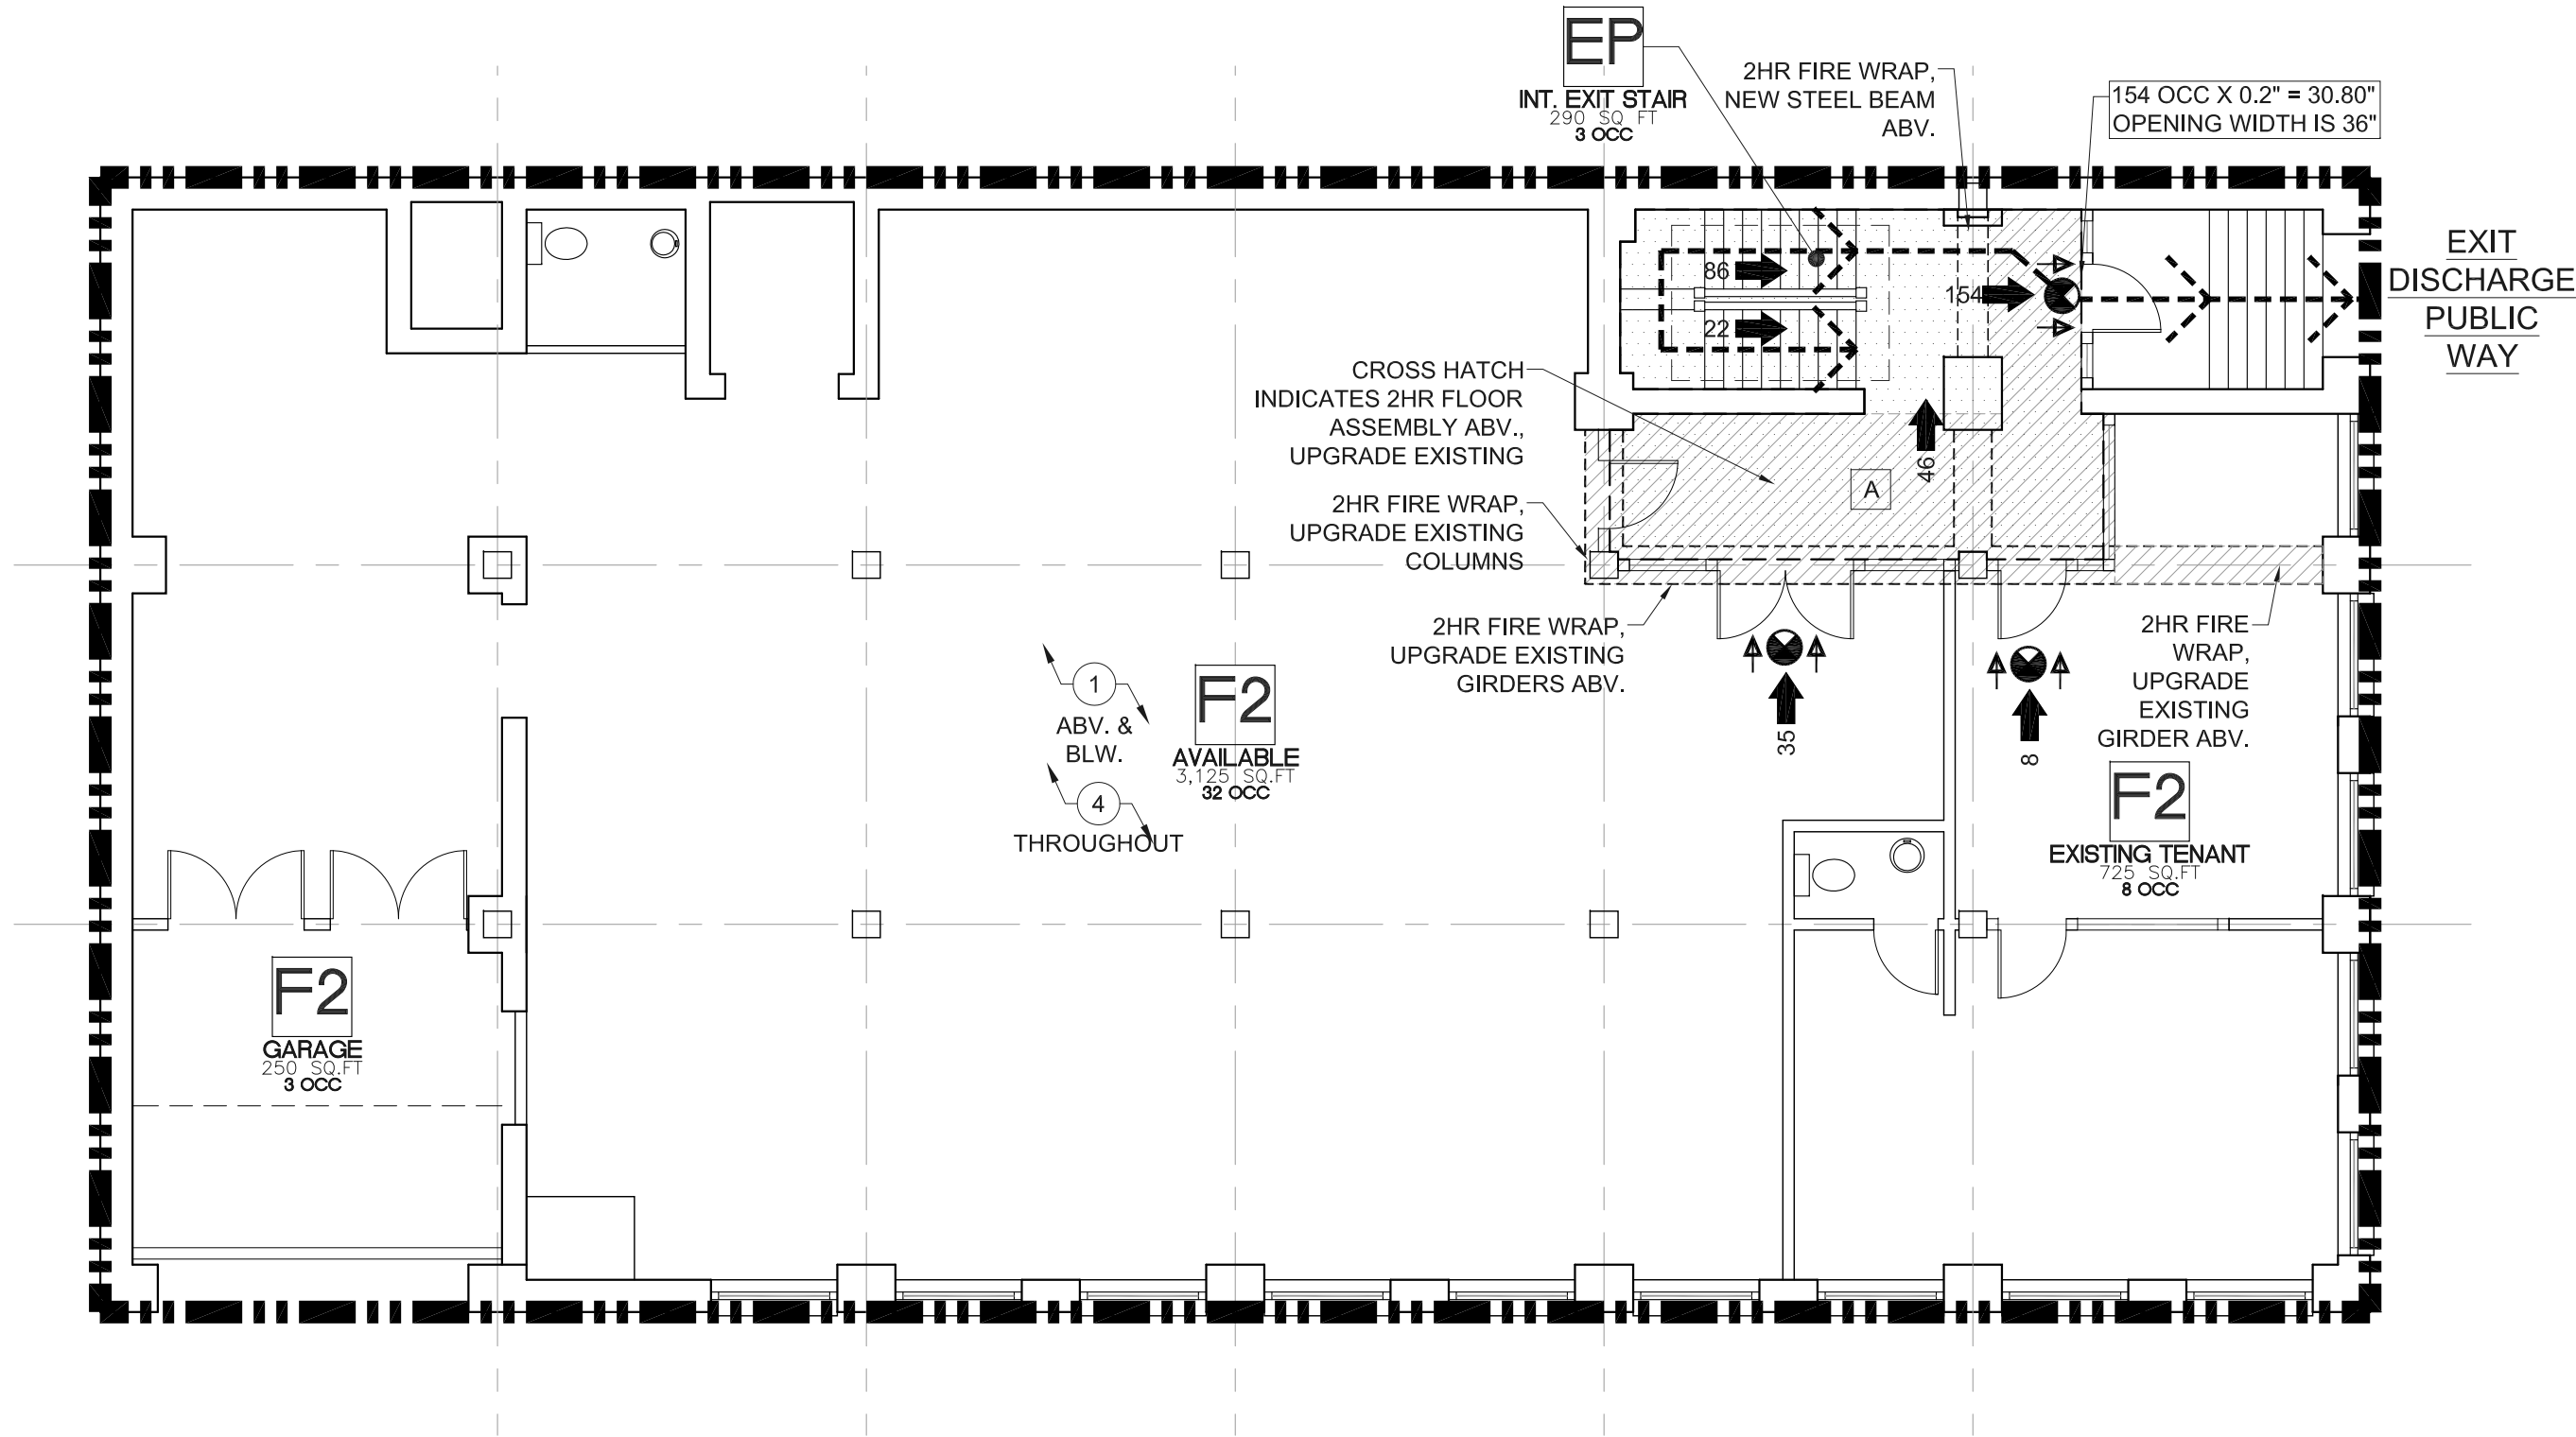 EP
INT. EXIT STAIR
290 SQ FT
3 OCC
2HR FIRE WRAP,
NEW STEEL BEAM
ABV.
154 OCC X 0.2" = 30.80"
OPENING WIDTH IS 36"
EXIT
DISCHARGE
PUBLIC
WAY
86
22
154
46
A
CROSS HATCH
INDICATES 2HR FLOOR
ASSEMBLY ABV.,
UPGRADE EXISTING
2HR FIRE WRAP,
UPGRADE EXISTING
COLUMNS
2HR FIRE WRAP,
UPGRADE EXISTING
GIRDERS ABV.
2HR FIRE
WRAP,
UPGRADE
EXISTING
GIRDER ABV.
35
8
1
ABV. &
BLW.
4
THROUGHOUT
F2
AVAILABLE
3,125 SQ.FT
32 OCC
F2
EXISTING TENANT
725 SQ.FT
8 OCC
F2
GARAGE
250 SQ.FT
3 OCC